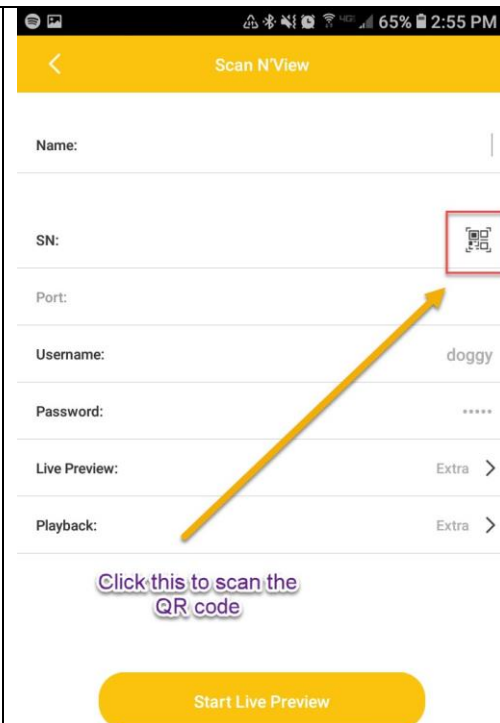 65% 2:55 PM
Scan N'View
Name:
SN:
Port:
Username: doggy
Password: •••••
Live Preview: Extra
Playback: Extra
Click this to scan the
QR code
Start Live Preview